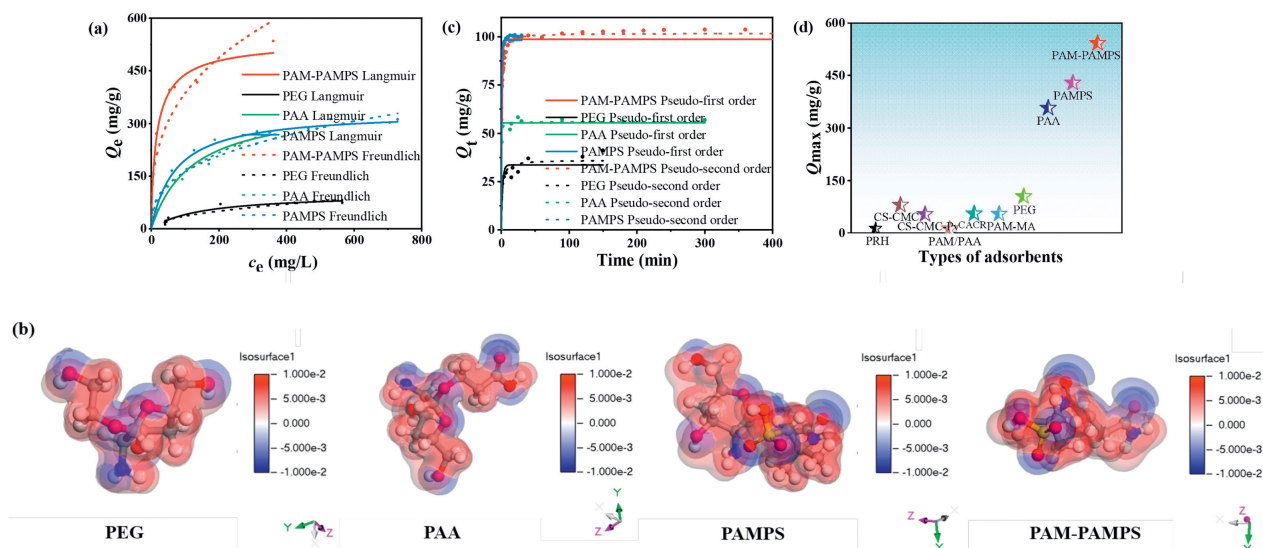 (a)
600
450
300
150
0
Qe (mg/g)
0
200
400
600
800
ce (mg/L)
PAM-PAMPS Langmuir
PEG Langmuir
PAA Langmuir
PAMPS Langmuir
PAM-PAMPS Freundlich
PEG Freundlich
PAA Freundlich
PAMPS Freundlich
(c)
100
75
50
25
0
Qt (mg/g)
0
100
200
300
400
Time (min)
PAM-PAMPS Pseudo-first order
PEG Pseudo-first order
PAA Pseudo-first order
PAMPS Pseudo-first order
PAM-PAMPS Pseudo-second order
PEG Pseudo-second order
PAA Pseudo-second order
PAMPS Pseudo-second order
(d)
600
450
300
150
0
Qmax (mg/g)
PAM-PAMPS
PAMPS
PAA
PEG
CS-CMC
CS-CMC-Py
CACR
PAM-MA
PRH
PAM/PAA
Types of adsorbents
(b)
Isosurface1
1.000e-2
5.000e-3
0.000
-5.000e-3
-1.000e-2
Y
Z
X
PEG
Isosurface1
1.000e-2
5.000e-3
0.000
-5.000e-3
-1.000e-2
Y
X
Z
PAA
Isosurface1
1.000e-2
5.000e-3
0.000
-5.000e-3
-1.000e-2
Z
X
Y
PAMPS
Isosurface1
1.000e-2
5.000e-3
0.000
-5.000e-3
-1.000e-2
Z
X
Y
PAM-PAMPS